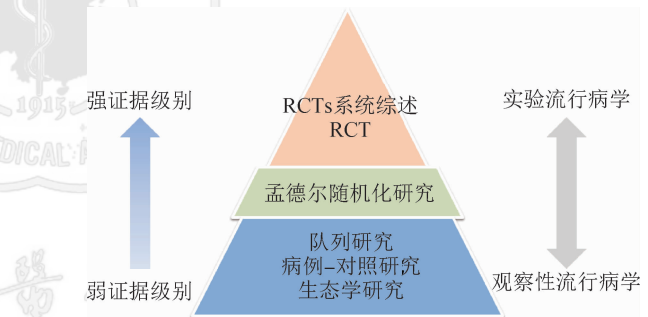 强证据级别
弱证据级别
RCTs系统综述
RCT
孟德尔随机化研究
队列研究
病例-对照研究
生态学研究
实验流行病学
观察性流行病学
1915